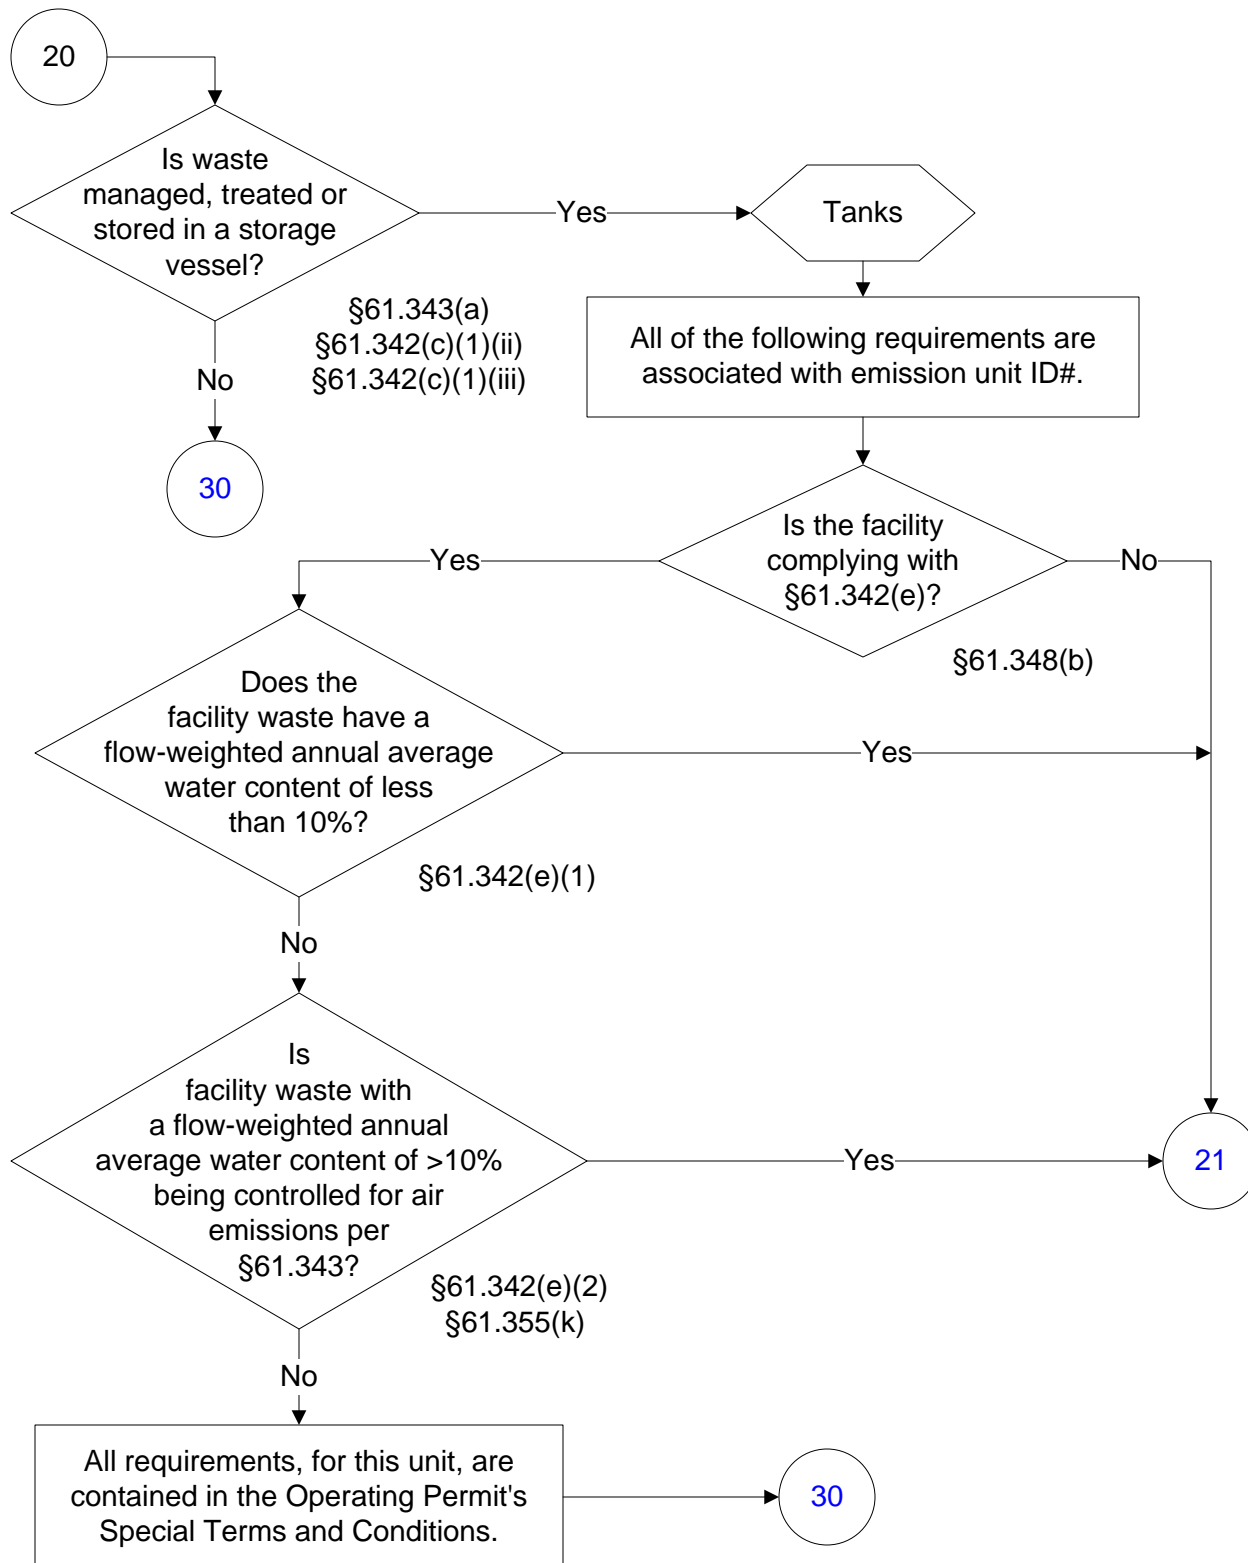 20
Is waste
managed, treated or
stored in a storage
vessel?
Yes
Tanks
§61.343(a)
§61.342(c)(1)(ii)
§61.342(c)(1)(iii)
No
30
All of the following requirements are
associated with emission unit ID#.
Is the facility
complying with
§61.342(e)?
Yes
No
§61.348(b)
Does the
facility waste have a
flow-weighted annual average
water content of less
than 10%?
Yes
§61.342(e)(1)
No
Is
facility waste with
a flow-weighted annual
average water content of >10%
being controlled for air
emissions per
§61.343?
Yes
21
§61.342(e)(2)
§61.355(k)
No
All requirements, for this unit, are
contained in the Operating Permit's
Special Terms and Conditions.
30